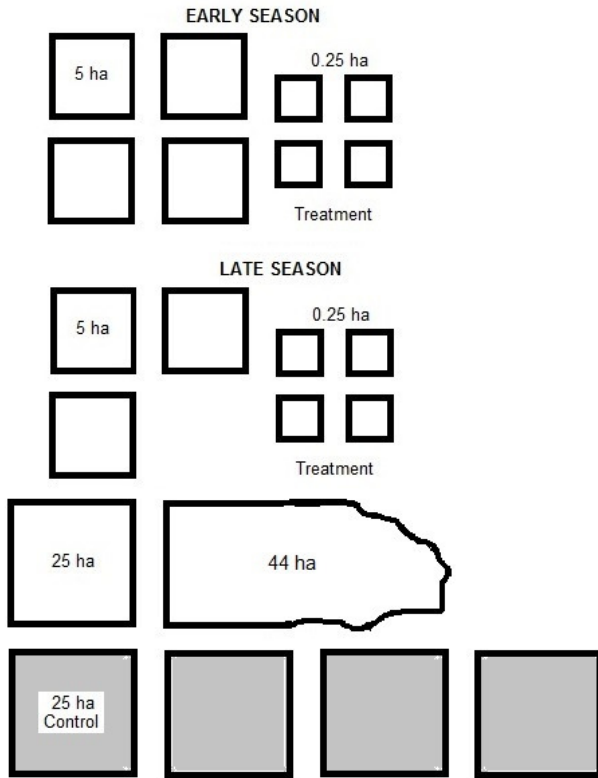 EARLY SEASON
5 ha
0.25 ha
Treatment
LATE SEASON
5 ha
0.25 ha
Treatment
25 ha
44 ha
25 ha
Control